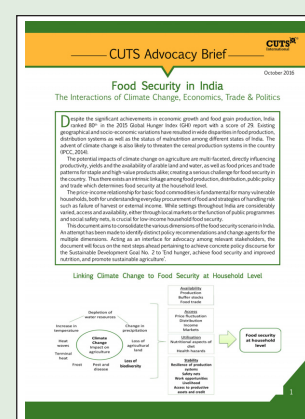 CUTS
International
CUTS Advocacy Brief
October 2016
Food Security in India
The Interactions of Climate Change, Economics, Trade & Politics
Despite the significant achievements in economic growth and food grain production, India
ranked 80th in the 2015 Global Hunger Index (GHI) report with a score of 29. Existing
geographical and socio-economic variations have resulted in wide disparities in food production,
distribution systems as well as the status of malnutrition among different states of India. The
advent of climate change is also likely to threaten the cereal production systems in the country
(IPCC, 2014).
The potential impacts of climate change on agriculture are multi-faceted, directly influencing
productivity, yields and the availability of arable land and water, as well as food prices and trade
patterns for staple and high-value products alike; creating a serious challenge for food security in
the country. Thus there exists an intrinsic linkage among food production, distribution, public policy
and trade which determines food security at the household level.
The price-income relationship for basic food commodities is fundamental for many vulnerable
households, both for understanding everyday procurement of food and strategies of handling risk
such as failure of harvest or external income. While settings throughout India are considerably
varied, access and availability, either through local markets or the function of public programmes
and social safety nets, is crucial for low income household food security.
This document aims to consolidate the various dimensions of the food security scenario in India.
An attempt has been made to identify distinct policy recommendations and change agents for the
multiple dimensions. Acting as an interface for advocacy among relevant stakeholders, the
document will focus on the next steps ahead pertaining to achieve concrete policy discourse for
the Sustainable Development Goal No. 2 to 'End hunger, achieve food security and improved
nutrition, and promote sustainable agriculture'.
Linking Climate Change to Food Security at Household Level
Depletion of
water resources
Increase in
temperature
Change in
precipitation
Heat
waves
Climate
Change
Impact on
agriculture
Loss of
agricultural
land
Terminal
heat
Frost
Pest and
disease
Loss of
biodiversity
Availability
Production
Buffer stocks
Food trade
Access
Price fluctuation
Distribution
Income
Markets
Utilisation
Nutritional aspects of
diet
Health hazards
Stability
Resilience of production
systems
Safety nets
Work opportunities
Livelihood
Access to productive
assets and credit
Food security
at household
level
1